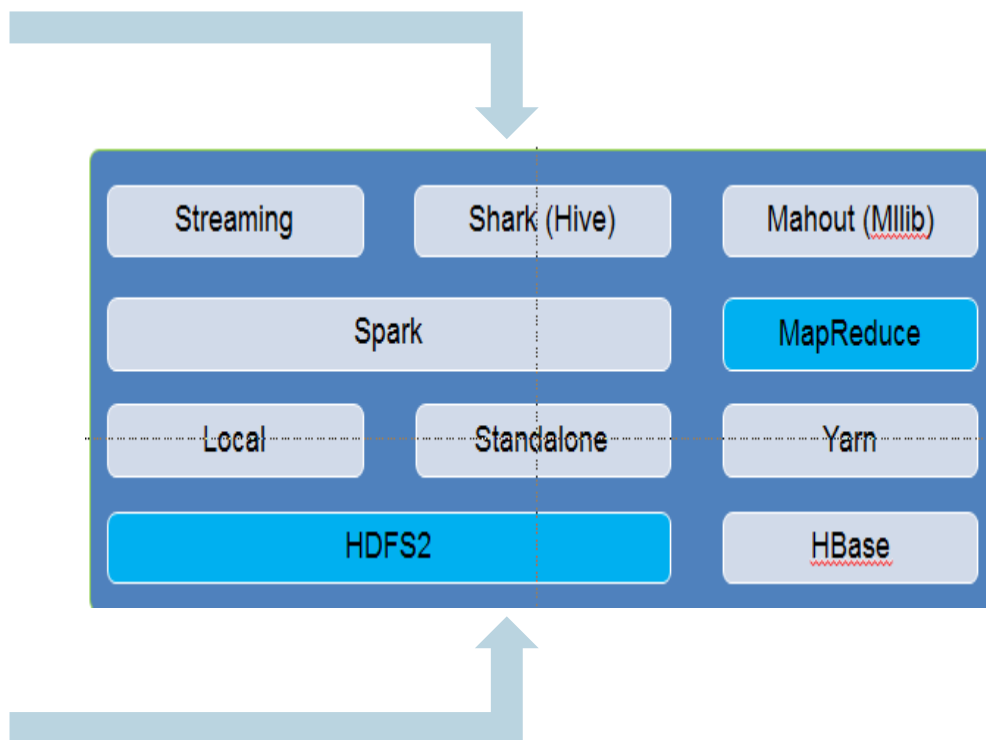 Streaming
Shark (Hive)
Mahout (Mllib)
Spark
MapReduce
Local
Standalone
Yarn
HDFS2
HBase